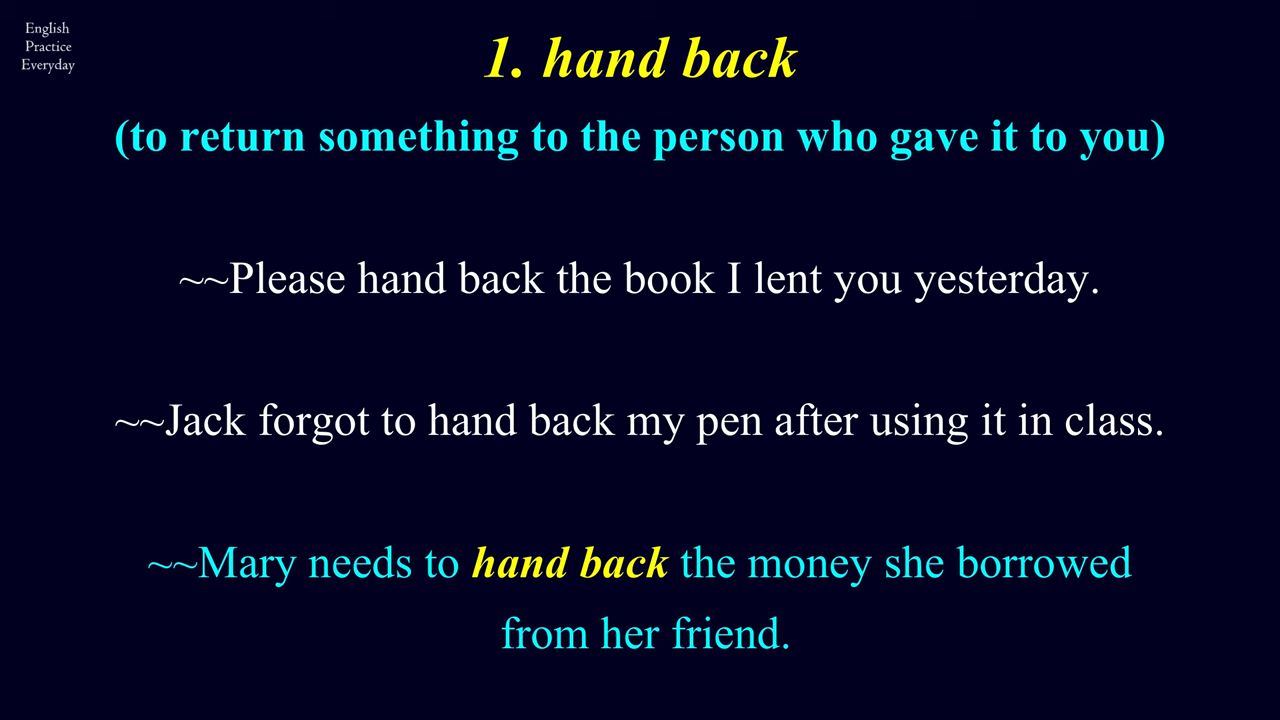 English
Practice
Everyday
1. hand back
(to return something to the person who gave it to you)
~~Please hand back the book I lent you yesterday.
~~Jack forgot to hand back my pen after using it in class.
~~Mary needs to hand back the money she borrowed
from her friend.